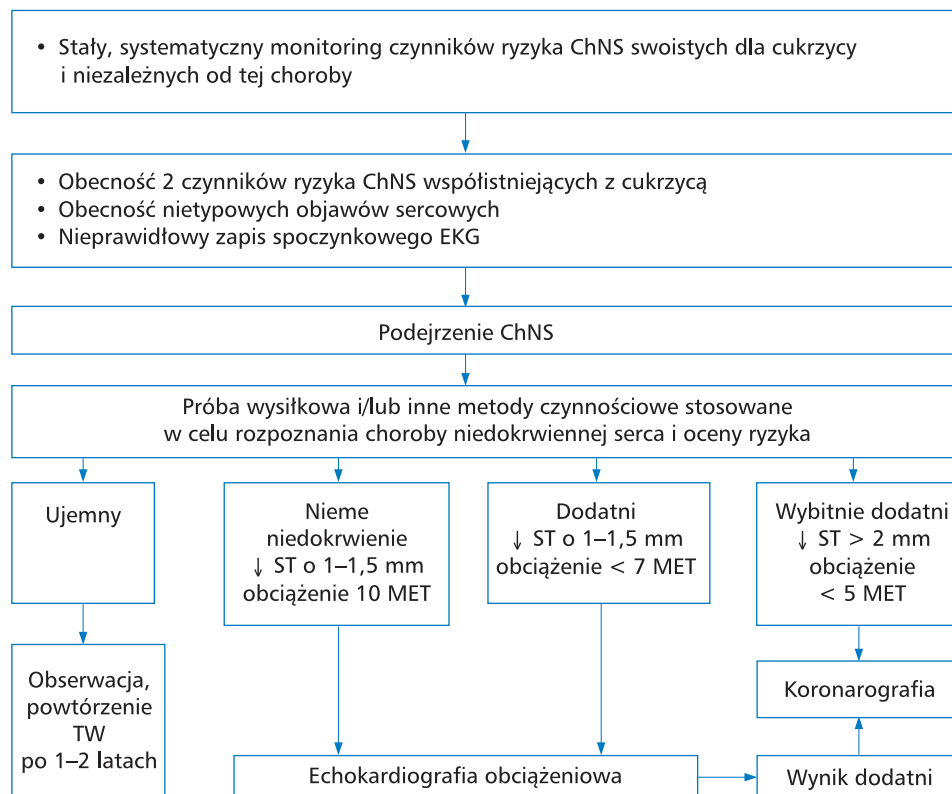 • Stały, systematyczny monitoring czynników ryzyka ChNS swoistych dla cukrzycy
i niezależnych od tej choroby
• Obecność 2 czynników ryzyka ChNS współistniejących z cukrzycą
• Obecność nietypowych objawów sercowych
• Nieprawidłowy zapis spoczynkowego EKG
Podejrzenie ChNS
Próba wysiłkowa i/lub inne metody czynnościowe stosowane
w celu rozpoznania choroby niedokrwiennej serca i oceny ryzyka
Ujemny
Nieme
niedokrwienie
↓ ST o 1–1,5 mm
obciążenie 10 MET
Dodatni
↓ ST o 1–1,5 mm
obciążenie < 7 MET
Wybitnie dodatni
↓ ST > 2 mm
obciążenie
< 5 MET
Obserwacja,
powtórzenie
TW
po 1–2 latach
Koronarografia
Echokardiografia obciążeniowa
Wynik dodatni